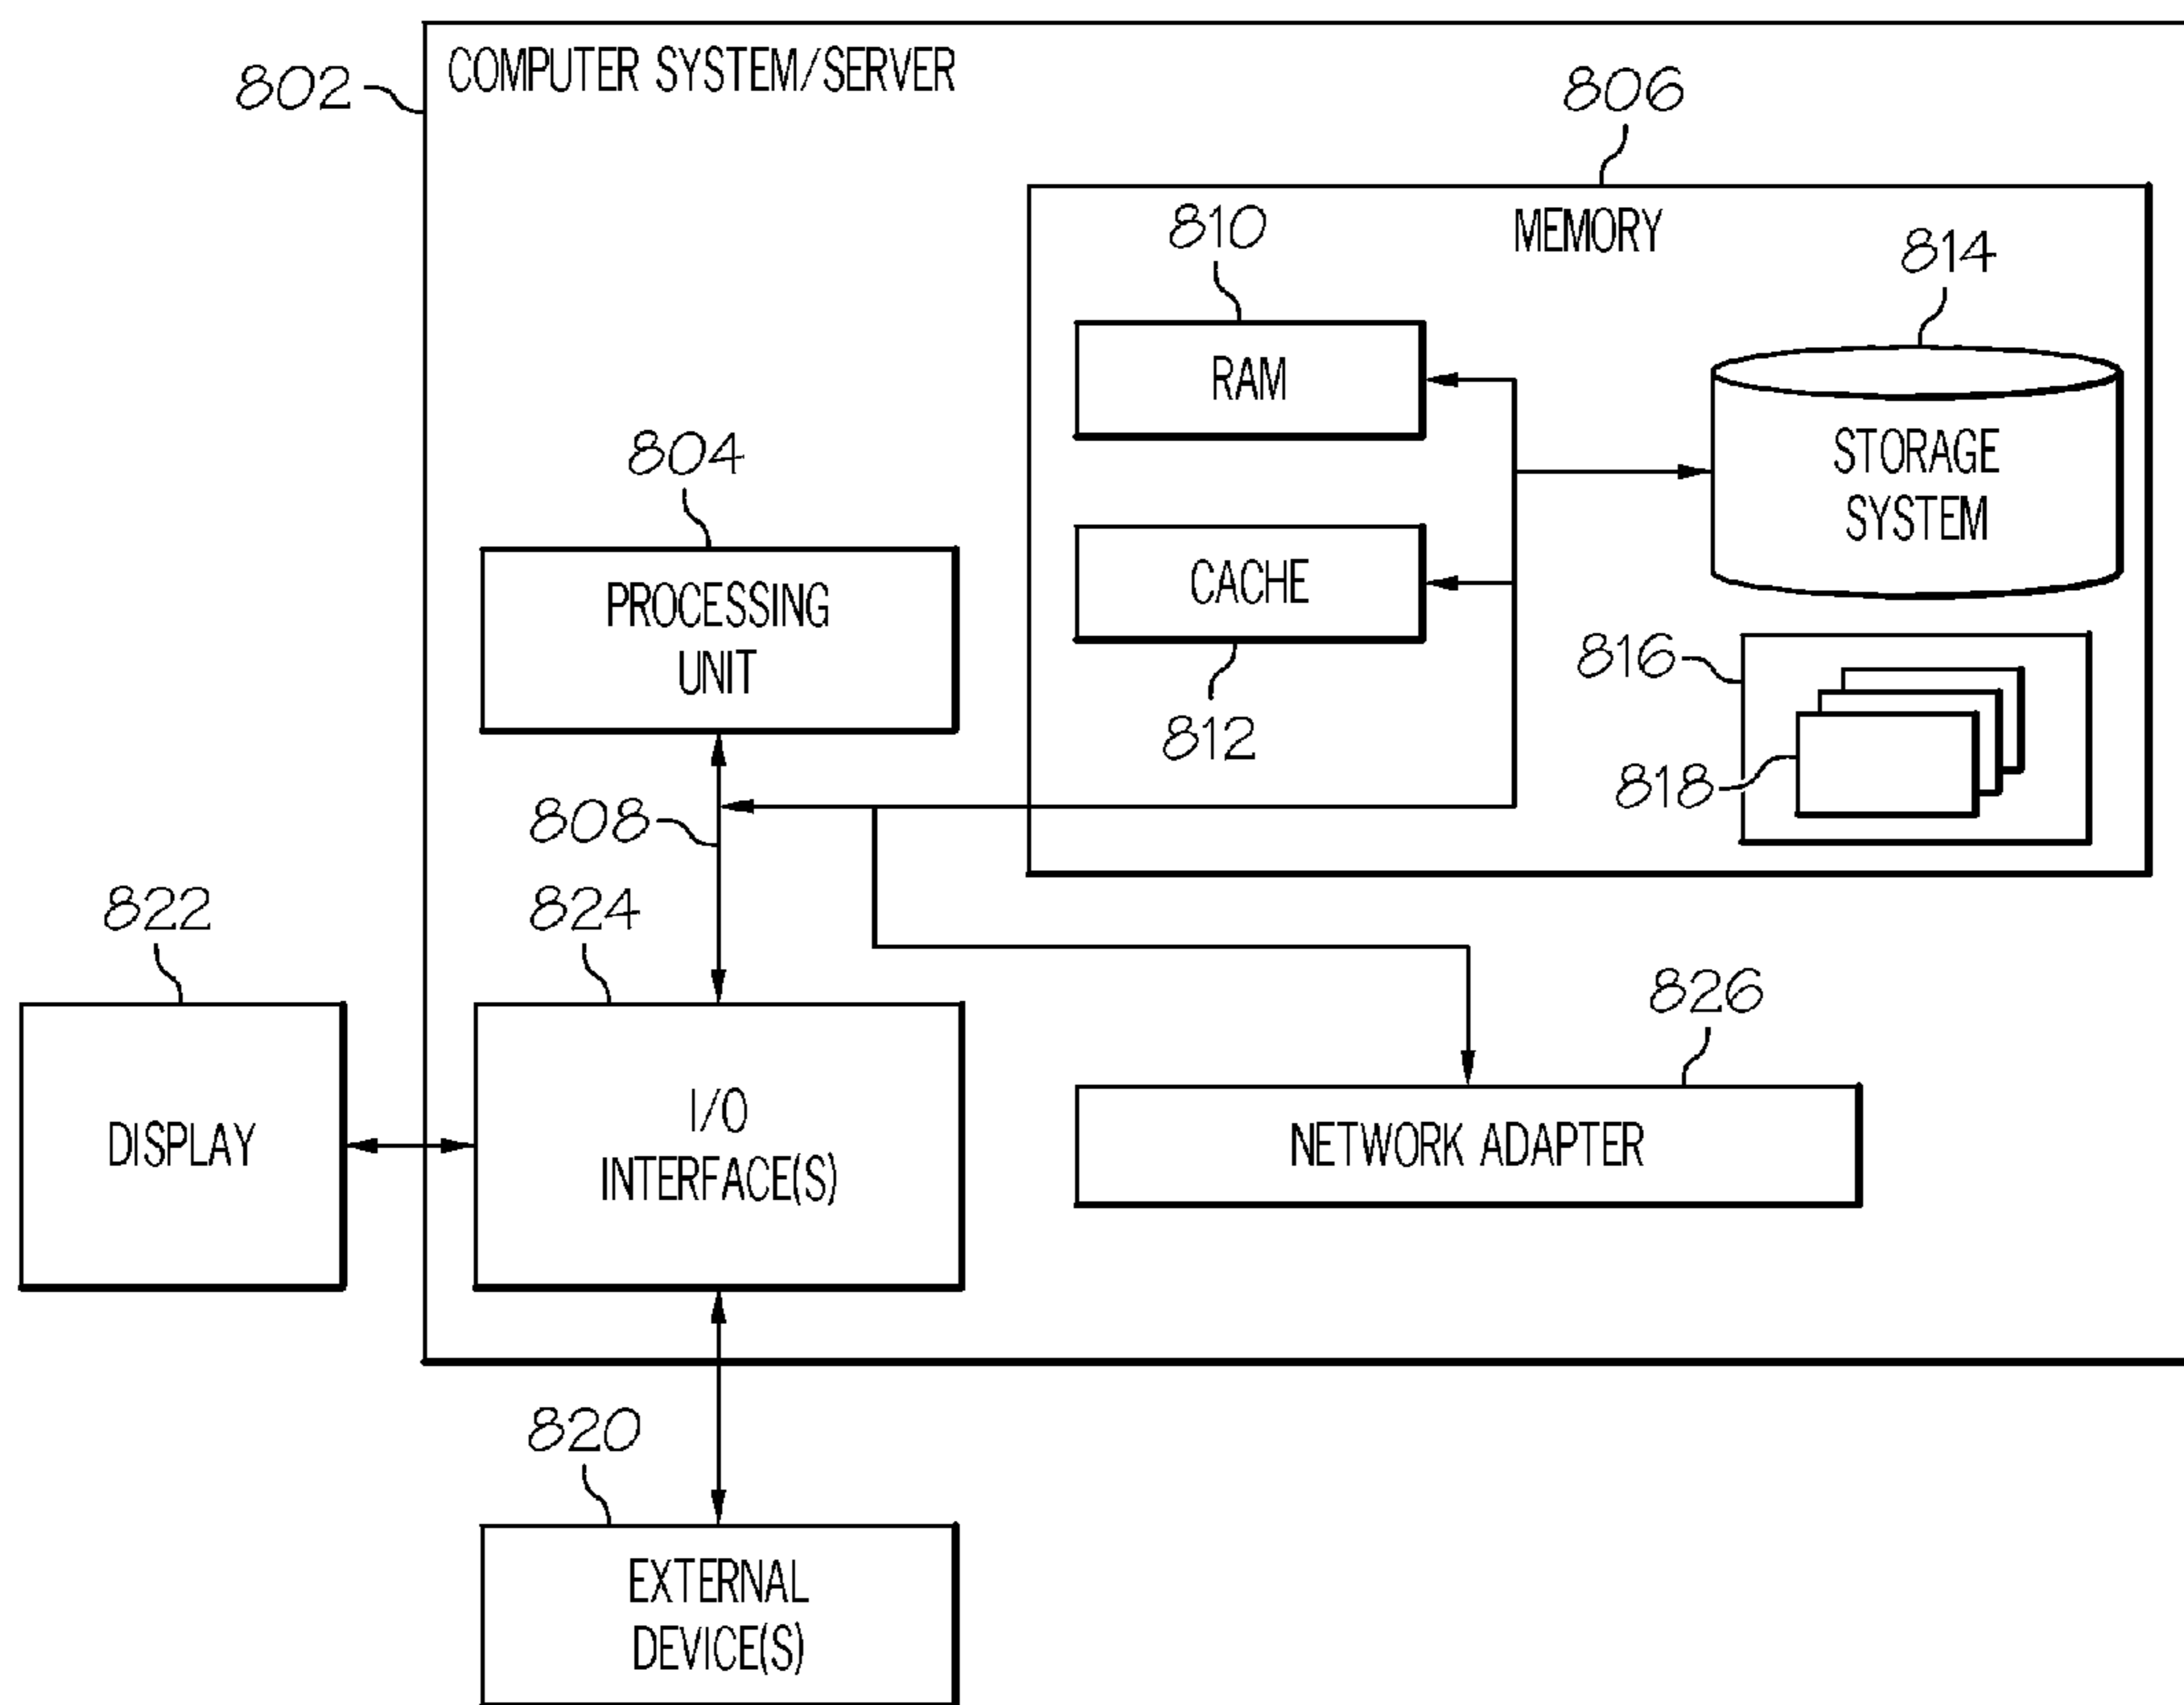 802
COMPUTER SYSTEM/SERVER
806
MEMORY
810
RAM
814
STORAGE
SYSTEM
804
PROCESSING
UNIT
CACHE
812
816
818
808
822
DISPLAY
824
I/O
INTERFACE(S)
826
NETWORK ADAPTER
820
EXTERNAL
DEVICE(S)